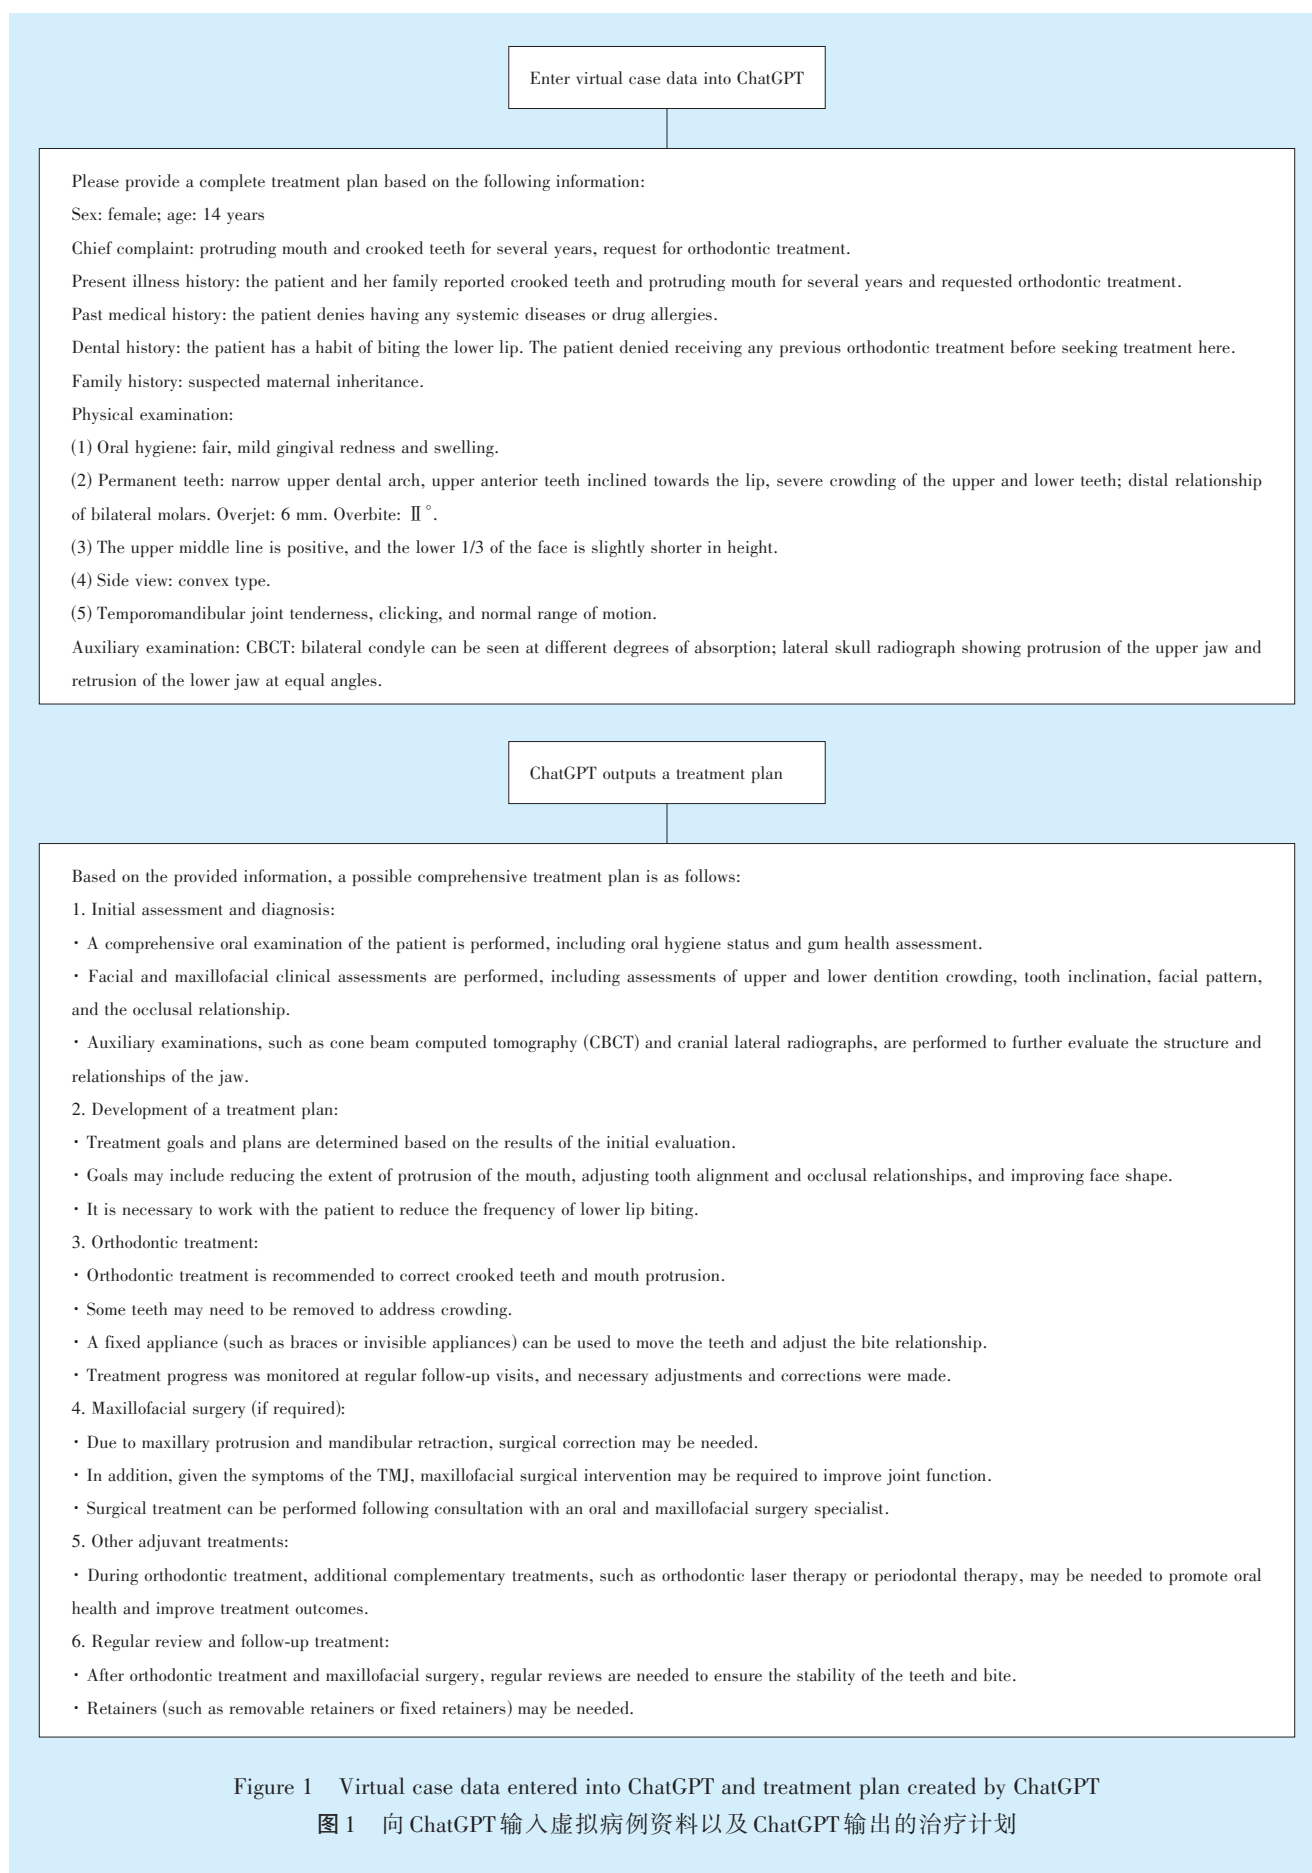 Enter virtual case data into ChatGPT
Please provide a complete treatment plan based on the following information:
Sex: female; age: 14 years
Chief complaint: protruding mouth and crooked teeth for several years, request for orthodontic treatment.
Present illness history: the patient and her family reported crooked teeth and protruding mouth for several years and requested orthodontic treatment.
Past medical history: the patient denies having any systemic diseases or drug allergies.
Dental history: the patient has a habit of biting the lower lip. The patient denied receiving any previous orthodontic treatment before seeking treatment here.
Family history: suspected maternal inheritance.
Physical examination:
(1) Oral hygiene: fair, mild gingival redness and swelling.
(2) Permanent teeth: narrow upper dental arch, upper anterior teeth inclined towards the lip, severe crowding of the upper and lower teeth; distal relationship
of bilateral molars. Overjet: 6 mm. Overbite: Ⅱ°.
(3) The upper middle line is positive, and the lower 1/3 of the face is slightly shorter in height.
(4) Side view: convex type.
(5) Temporomandibular joint tenderness, clicking, and normal range of motion.
Auxiliary examination: CBCT: bilateral condyle can be seen at different degrees of absorption; lateral skull radiograph showing protrusion of the upper jaw and
retrusion of the lower jaw at equal angles.
ChatGPT outputs a treatment plan
Based on the provided information, a possible comprehensive treatment plan is as follows:
1. Initial assessment and diagnosis:
· A comprehensive oral examination of the patient is performed, including oral hygiene status and gum health assessment.
· Facial and maxillofacial clinical assessments are performed, including assessments of upper and lower dentition crowding, tooth inclination, facial pattern,
and the occlusal relationship.
· Auxiliary examinations, such as cone beam computed tomography (CBCT) and cranial lateral radiographs, are performed to further evaluate the structure and
relationships of the jaw.
2. Development of a treatment plan:
· Treatment goals and plans are determined based on the results of the initial evaluation.
· Goals may include reducing the extent of protrusion of the mouth, adjusting tooth alignment and occlusal relationships, and improving face shape.
· It is necessary to work with the patient to reduce the frequency of lower lip biting.
3. Orthodontic treatment:
· Orthodontic treatment is recommended to correct crooked teeth and mouth protrusion.
· Some teeth may need to be removed to address crowding.
· A fixed appliance (such as braces or invisible appliances) can be used to move the teeth and adjust the bite relationship.
· Treatment progress was monitored at regular follow-up visits, and necessary adjustments and corrections were made.
4. Maxillofacial surgery (if required):
· Due to maxillary protrusion and mandibular retraction, surgical correction may be needed.
· In addition, given the symptoms of the TMJ, maxillofacial surgical intervention may be required to improve joint function.
· Surgical treatment can be performed following consultation with an oral and maxillofacial surgery specialist.
5. Other adjuvant treatments:
· During orthodontic treatment, additional complementary treatments, such as orthodontic laser therapy or periodontal therapy, may be needed to promote oral
health and improve treatment outcomes.
6. Regular review and follow-up treatment:
· After orthodontic treatment and maxillofacial surgery, regular reviews are needed to ensure the stability of the teeth and bite.
· Retainers (such as removable retainers or fixed retainers) may be needed.
Figure 1 Virtual case data entered into ChatGPT and treatment plan created by ChatGPT
图 1 向 ChatGPT 输入虚拟病例资料以及 ChatGPT 输出的治疗计划